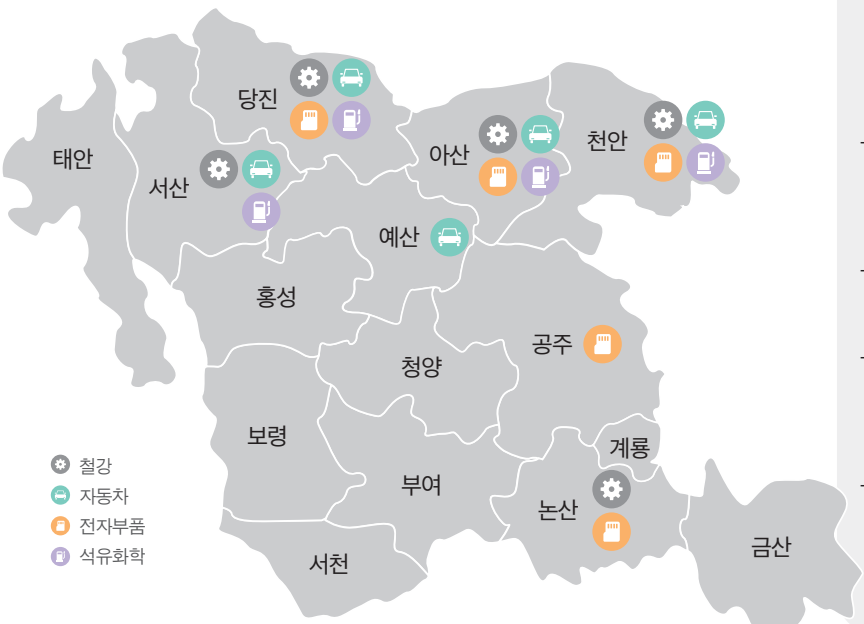 당진
아산
천안
태안
서산
예산
홍성
공주
청양
보령
계룡
부여
논산
서천
금산
철강
자동차
전자부품
석유화학